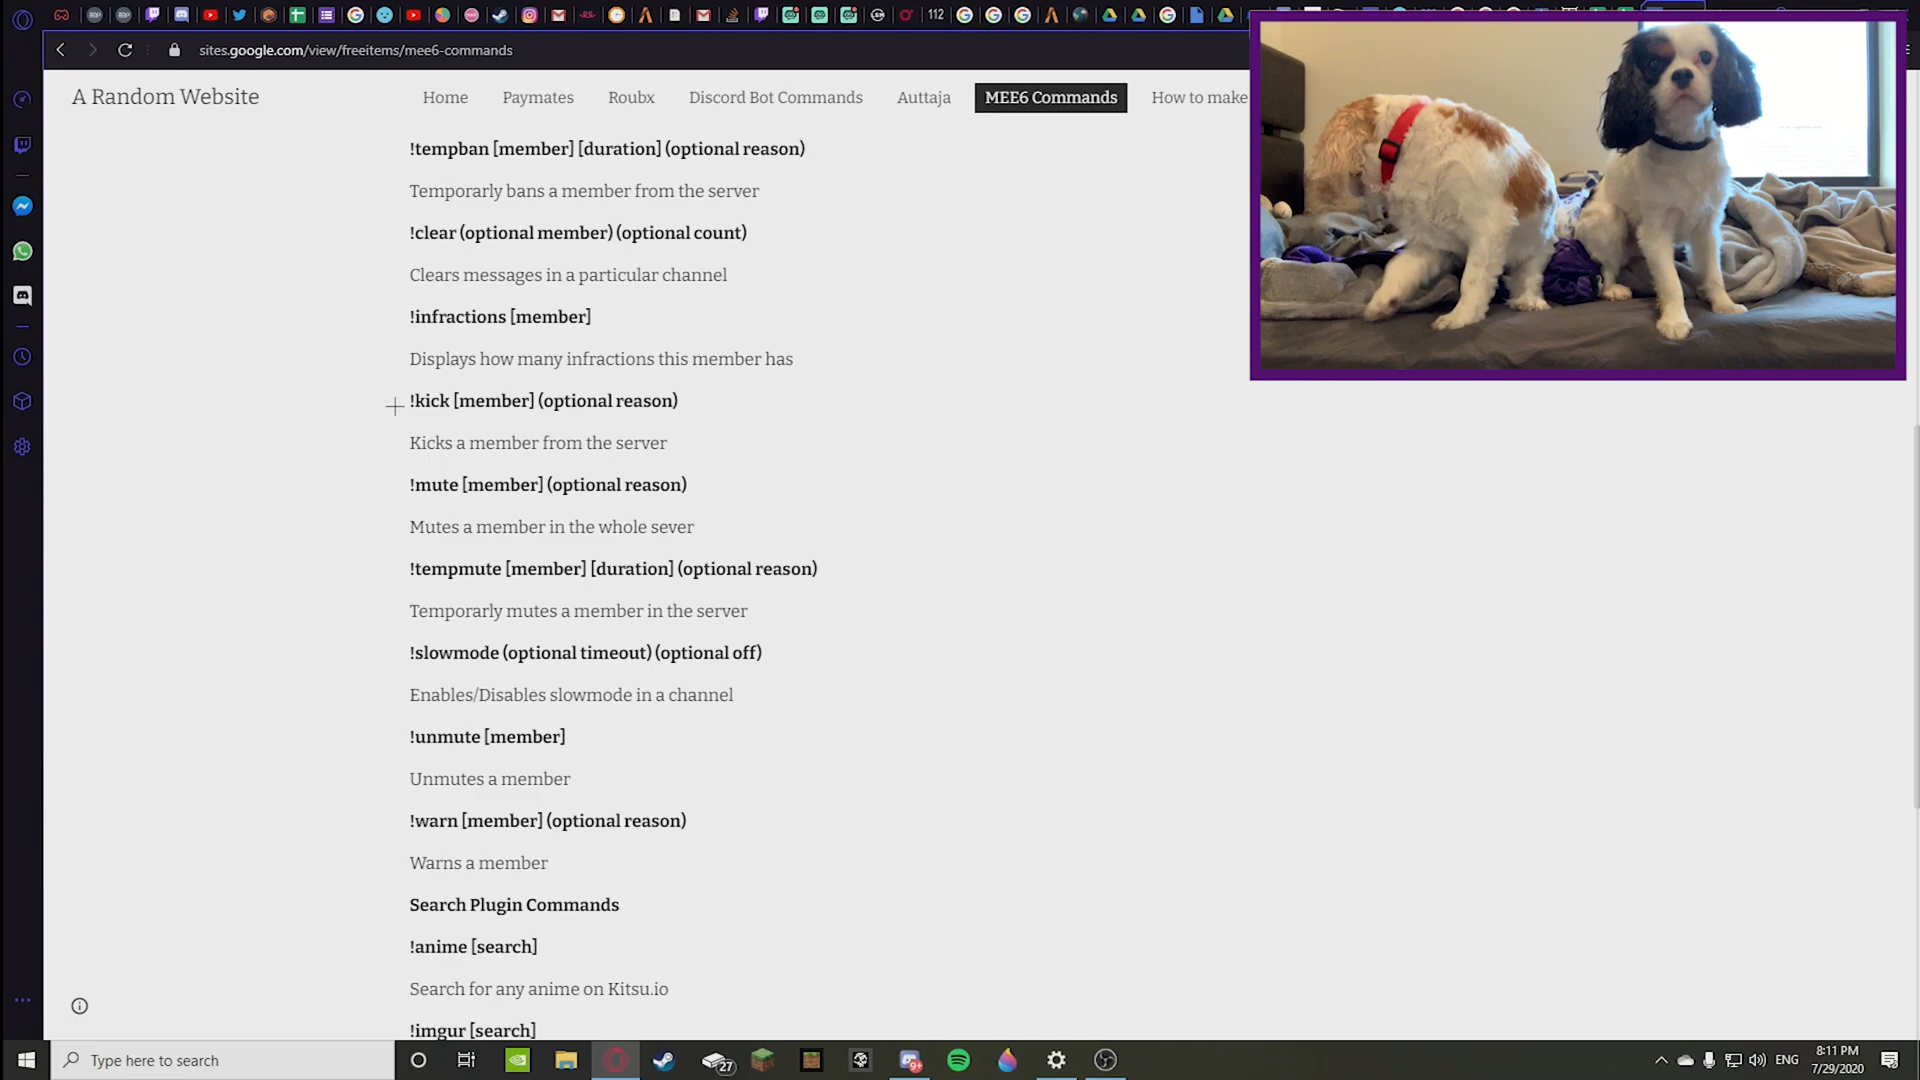 112
sites.google.com/view/freeitems/mee6-commands
A Random Website
Home
Paymates
Roubx
Discord Bot Commands
Auttaja
MEE6 Commands
How to make
!tempban [member] [duration] (optional reason)
Temporarly bans a member from the server
!clear (optional member) (optional count)
Clears messages in a particular channel
!infractions [member]
Displays how many infractions this member has
!kick [member] (optional reason)
Kicks a member from the server
!mute [member] (optional reason)
Mutes a member in the whole sever
!tempmute [member] [duration] (optional reason)
Temporarly mutes a member in the server
!slowmode (optional timeout) (optional off)
Enables/Disables slowmode in a channel
!unmute [member]
Unmutes a member
!warn [member] (optional reason)
Warns a member
Search Plugin Commands
!anime [search]
Search for any anime on Kitsu.io
!imgur [search]
Type here to search
27
9+
ENG
8:11 PM
7/29/2020